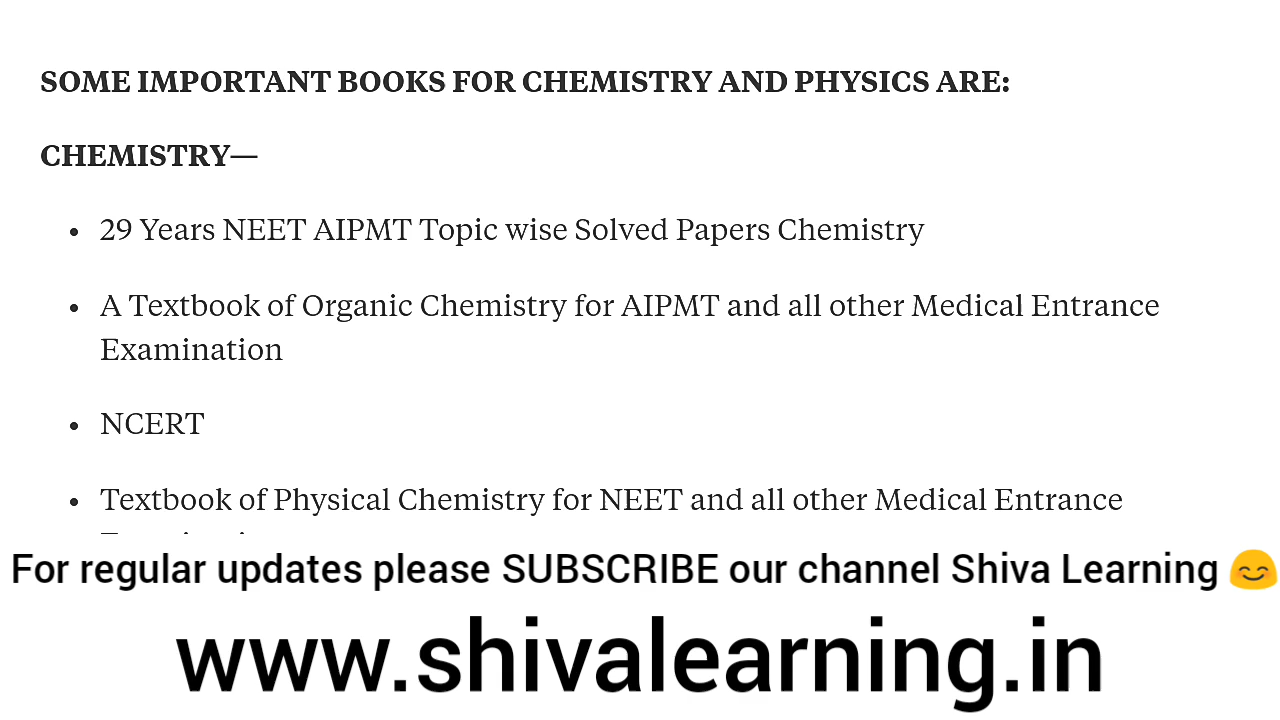 SOME IMPORTANT BOOKS FOR CHEMISTRY AND PHYSICS ARE:
CHEMISTRY—
• 29 Years NEET AIPMT Topic wise Solved Papers Chemistry
• A Textbook of Organic Chemistry for AIPMT and all other Medical Entrance
Examination
• NCERT
• Textbook of Physical Chemistry for NEET and all other Medical Entrance
For regular updates please SUBSCRIBE our channel Shiva Learning 😊
www.shivalearning.in